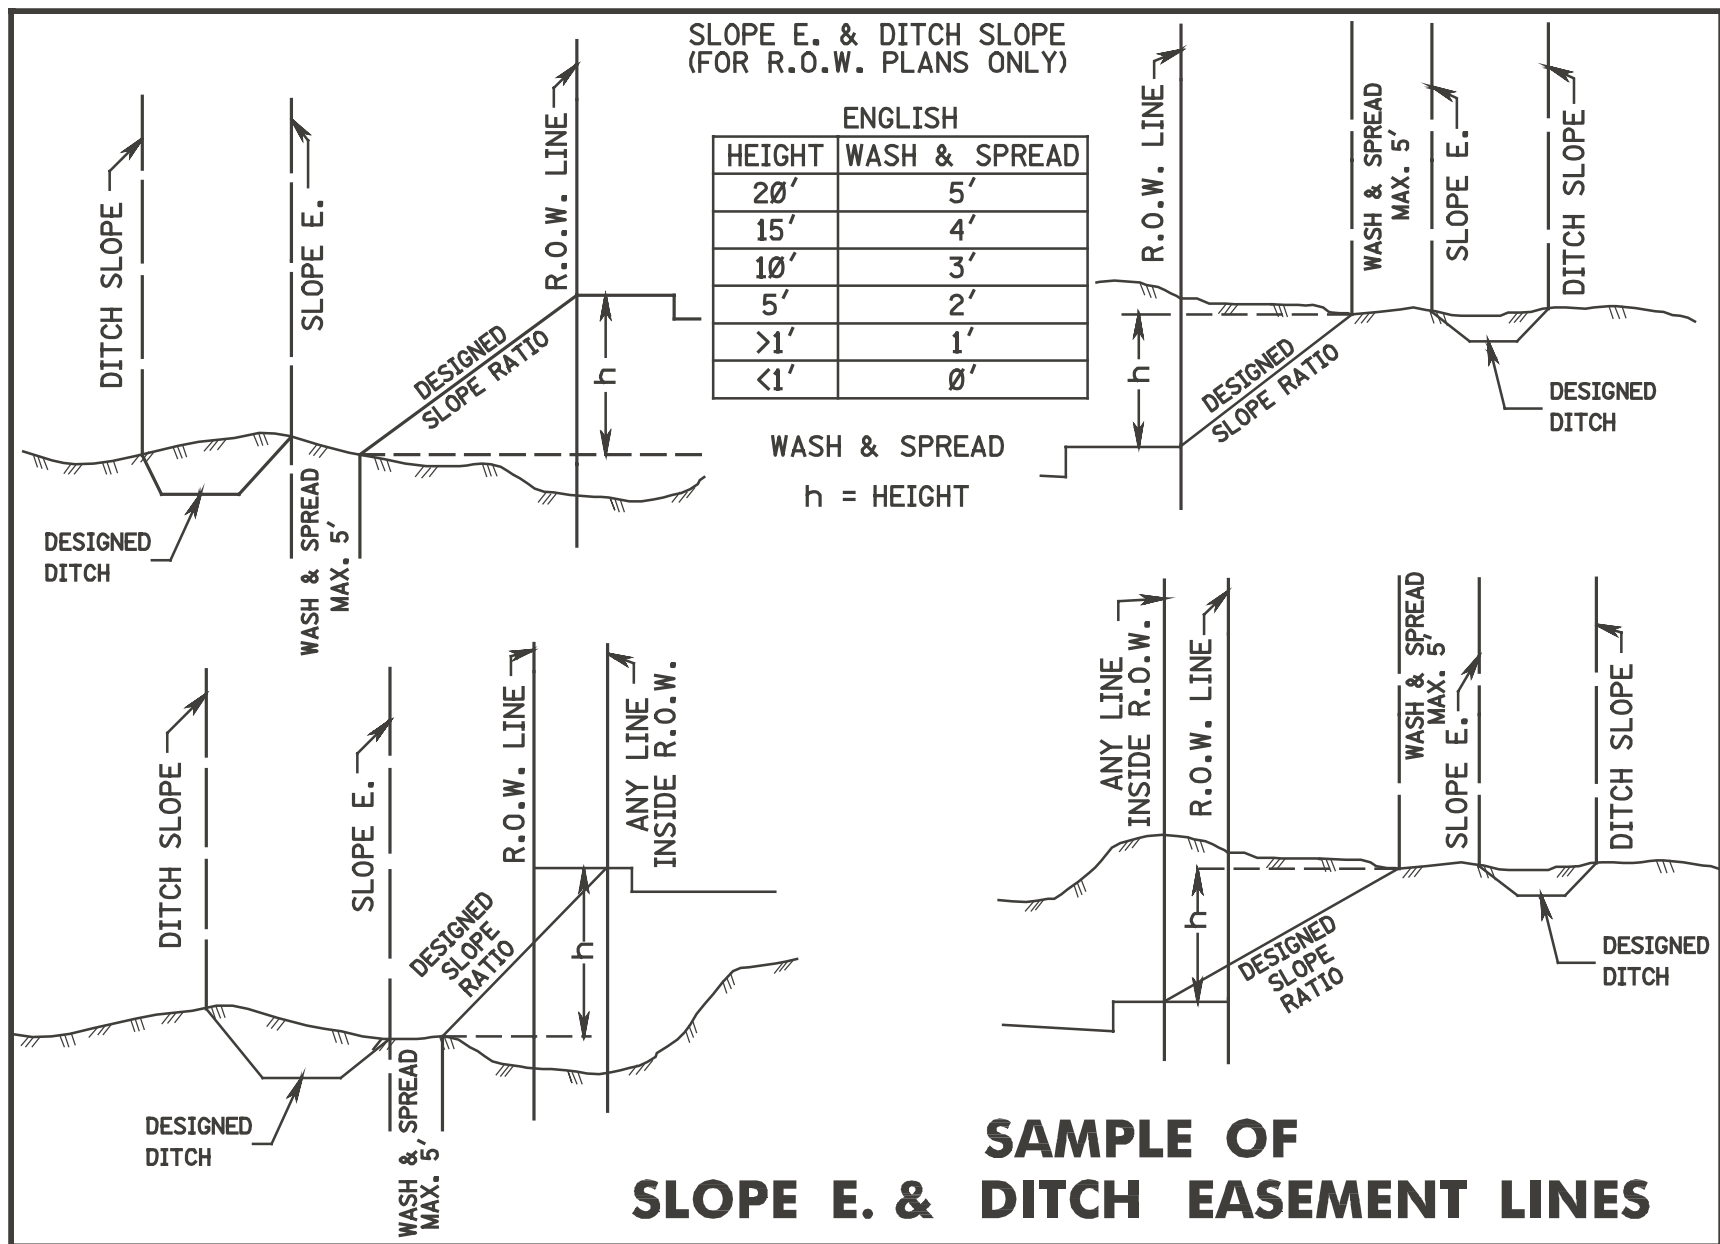 SLOPE E. & DITCH SLOPE
(FOR R.O.W. PLANS ONLY)
ENGLISH
HEIGHT WASH & SPREAD
20' 5'
15' 4'
10' 3'
5' 2'
>1' 1'
<1' 0'
WASH & SPREAD
h = HEIGHT
DITCH SLOPE
SLOPE E.
R.O.W. LINE
DESIGNED
SLOPE RATIO
h
WASH & SPREAD
MAX. 5'
DESIGNED
DITCH
R.O.W. LINE
WASH & SPREAD
MAX. 5'
SLOPE E.
DITCH SLOPE
h
DESIGNED
SLOPE RATIO
DESIGNED
DITCH
DITCH SLOPE
SLOPE E.
R.O.W. LINE
ANY LINE
INSIDE R.O.W.
DESIGNED
SLOPE
RATIO
h
WASH & SPREAD
MAX. 5'
DESIGNED
DITCH
ANY LINE
INSIDE R.O.W.
R.O.W. LINE
WASH & SPREAD
MAX. 5'
SLOPE E.
DITCH SLOPE
h
DESIGNED
SLOPE
RATIO
DESIGNED
DITCH
SAMPLE OF
SLOPE E. & DITCH EASEMENT LINES